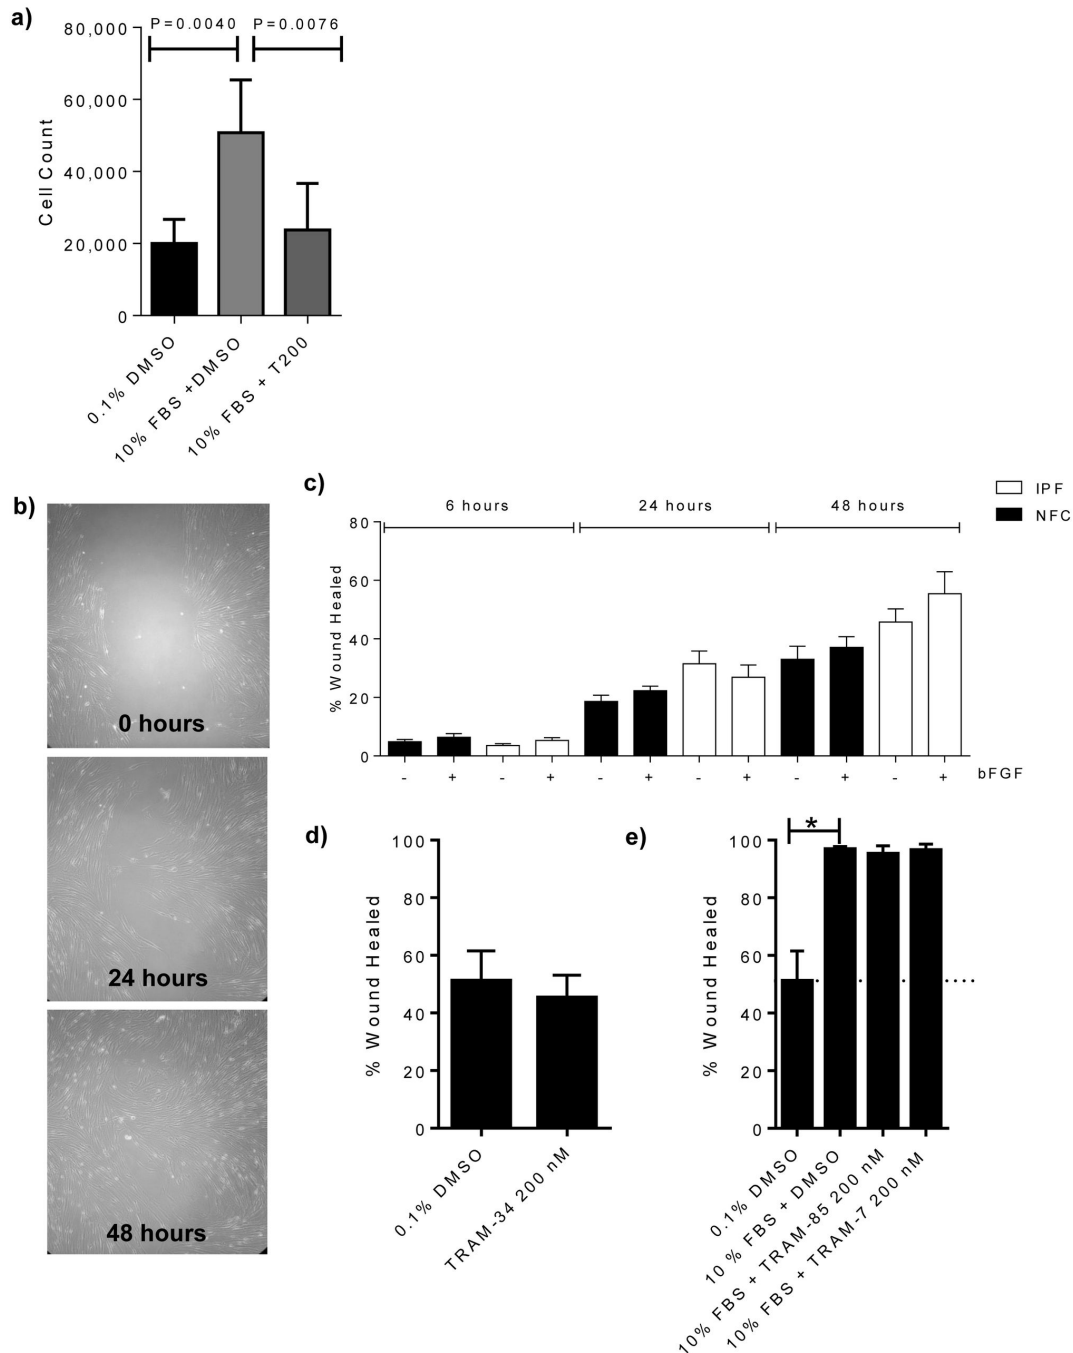 a)
P=0.0040 P=0.0076
80,000
60,000
40,000
20,000
0
Cell Count
0.1% DMSO
10% FBS +DMSO
10% FBS + T200
b)
0 hours
24 hours
48 hours
c)
IPF
NFC
6 hours 24 hours 48 hours
80
60
40
20
0
% Wound Healed
- + - + - + - + - + - + bFGF
d)
100
80
60
40
20
0
% Wound Healed
0.1% DMSO
TRAM-34 200 nM
e)
*
100
80
60
40
20
0
% Wound Healed
0.1% DMSO
10 % FBS + DMSO
10% FBS + TRAM-85 200 nM
10% FBS + TRAM-7 200 nM